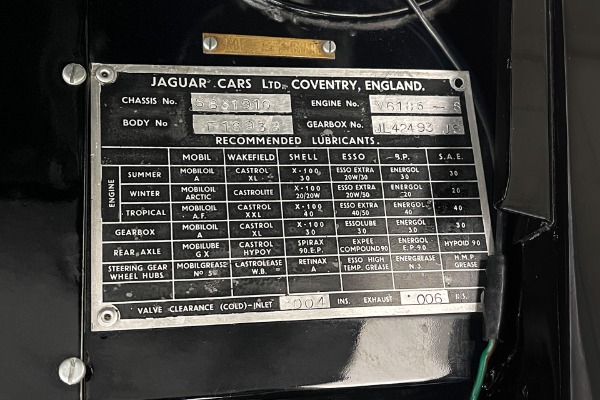 JAGUAR CARS LTD. COVENTRY, ENGLAND.
CHASSIS No. ENGINE No.
BODY No GEARBOX No. JL42493
RECOMMENDED LUBRICANTS.
MOBIL WAKEFIELD SHELL ESSO B.P. S.A.E.
ENGINE
SUMMER MOBILOIL A CASTROL XL X-100 30 ESSO EXTRA 20W/30 ENERGOL 30 30
WINTER MOBILOIL ARCTIC CASTROLITE X-100 20/20W ESSO EXTRA 20W/30 ENERGOL 20 20
TROPICAL MOBILOIL A.F. CASTROL XXL X-100 40 ESSO EXTRA 40/50 ENERGOL 40 40
GEARBOX MOBILOIL A CASTROL XL X-100 30 ESSOLUBE 30 ENERGOL 30 30
REAR AXLE MOBILUBE GX CASTROL HYPOY SPIRAX 90.E.P. EXPEE COMPOUND90 ENERGOL E.P.90 HYPOID 90
STEERING GEAR WHEEL HUBS MOBILGREASE No 5 CASTROLEASE W.B. RETINAX A ESSO HIGH TEMP. GREASE ENERGREASE N.3. H.M.P. GREASE
VALVE CLEARANCE (COLD)-INLET .004 INS. EXHAUST .006 INS.